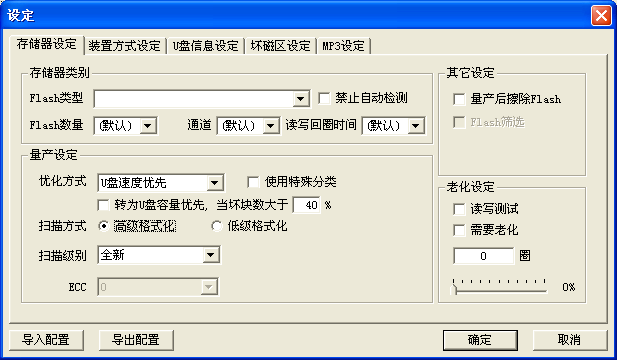 设定
存储器设定 装置方式设定 U盘信息设定 坏磁区设定 MP3设定
存储器类别
Flash类型 禁止自动检测
Flash数量 (默认) 通道 (默认) 读写回圈时间 (默认)
其它设定
量产后擦除Flash
Flash筛选
量产设定
优化方式 U盘速度优先 使用特殊分类
转为U盘容量优先, 当坏块数大于 40 %
扫描方式 高级格式化 低级格式化
扫描级别 全新
ECC 0
老化设定
读写测试
需要老化
0 圈
0%
导入配置 导出配置 确定 取消